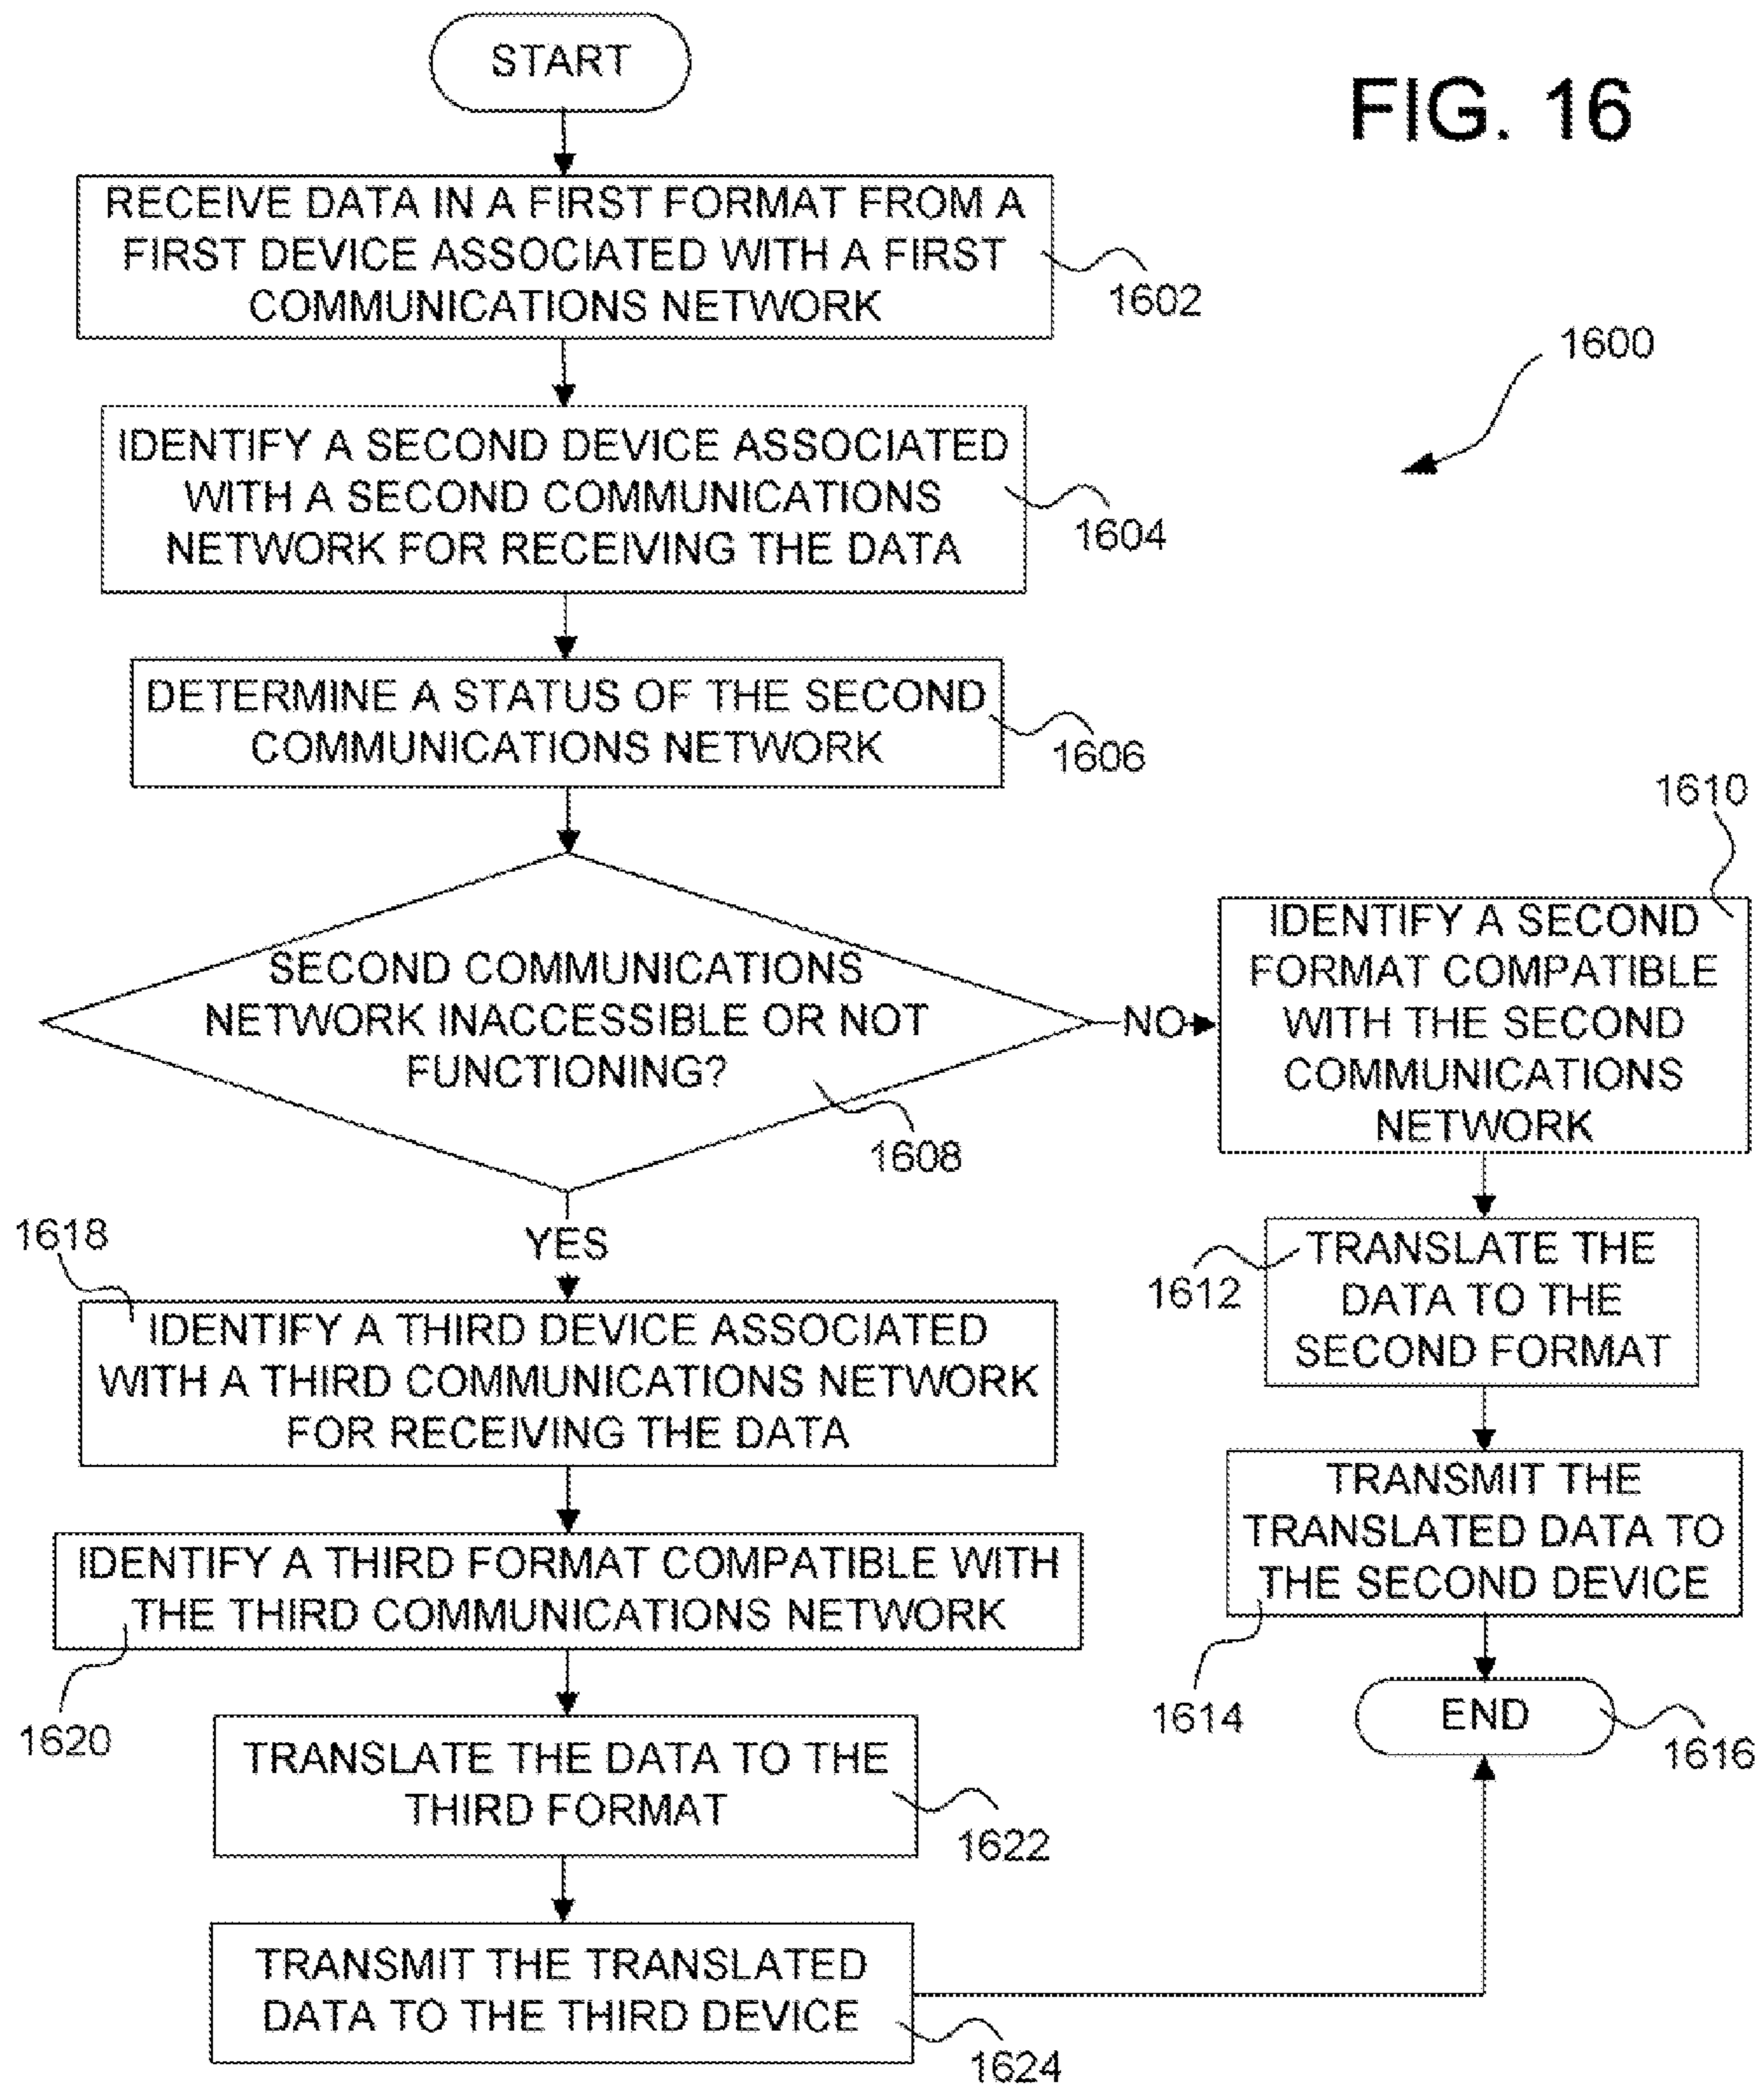 START
FIG. 16
RECEIVE DATA IN A FIRST FORMAT FROM A
FIRST DEVICE ASSOCIATED WITH A FIRST
COMMUNICATIONS NETWORK
1602
1600
IDENTIFY A SECOND DEVICE ASSOCIATED
WITH A SECOND COMMUNICATIONS
NETWORK FOR RECEIVING THE DATA
1604
DETERMINE A STATUS OF THE SECOND
COMMUNICATIONS NETWORK
1606
SECOND COMMUNICATIONS
NETWORK INACCESSIBLE OR NOT
FUNCTIONING?
1608
NO
1610
IDENTIFY A SECOND
FORMAT COMPATIBLE
WITH THE SECOND
COMMUNICATIONS
NETWORK
1612
TRANSLATE THE
DATA TO THE
SECOND FORMAT
TRANSMIT THE
TRANSLATED DATA TO
THE SECOND DEVICE
1614
END
1616
YES
1618
IDENTIFY A THIRD DEVICE ASSOCIATED
WITH A THIRD COMMUNICATIONS NETWORK
FOR RECEIVING THE DATA
IDENTIFY A THIRD FORMAT COMPATIBLE WITH
THE THIRD COMMUNICATIONS NETWORK
1620
TRANSLATE THE DATA TO THE
THIRD FORMAT
1622
TRANSMIT THE TRANSLATED
DATA TO THE THIRD DEVICE
1624